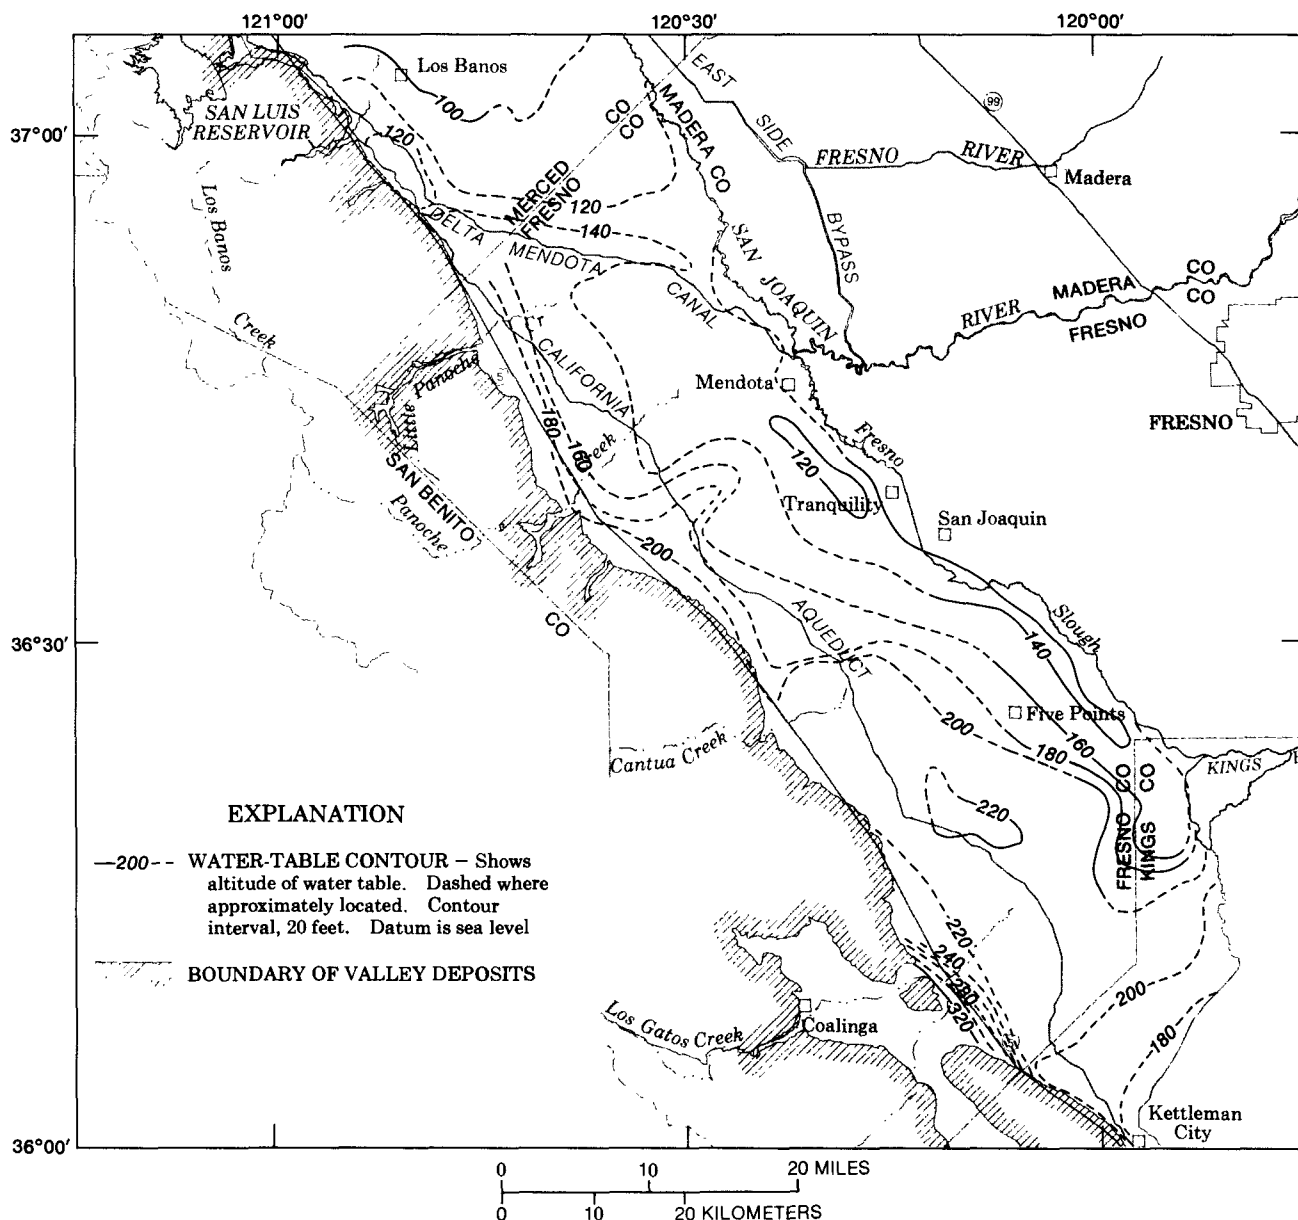 121°00′
120°30′
120°00′
Los Banos
EAST
99
SAN LUIS
RESERVOIR
100
CO
CO
MADERA CO
SIDE
37°00′
120
FRESNO
RIVER
Madera
Los Banos
MERCED
FRESNO
120
DELTA
140
MENDOTA
SAN
BYPASS
CO
MADERA
CO
CANAL
JOAQUIN
RIVER
FRESNO
Creek
CALIFORNIA
Panoche
Mendota
Hills
180
160
FRESNO
Creek
Fresno
SAN BENITO
120
Tranquility
Panoche
San Joaquin
200
CO
AQUEDUCT
Slough
36°30′
140
200
Five Points
180
160
Cantua Creek
FRESNO CO
KINGS CO
KINGS
220
EXPLANATION
—200-- WATER-TABLE CONTOUR – Shows
altitude of water table. Dashed where
approximately located. Contour
interval, 20 feet. Datum is sea level
BOUNDARY OF VALLEY DEPOSITS
220
240
280
320
200
180
Los Gatos Creek
Coalinga
Kettleman
City
36°00′
0 10 20 MILES
0 10 20 KILOMETERS